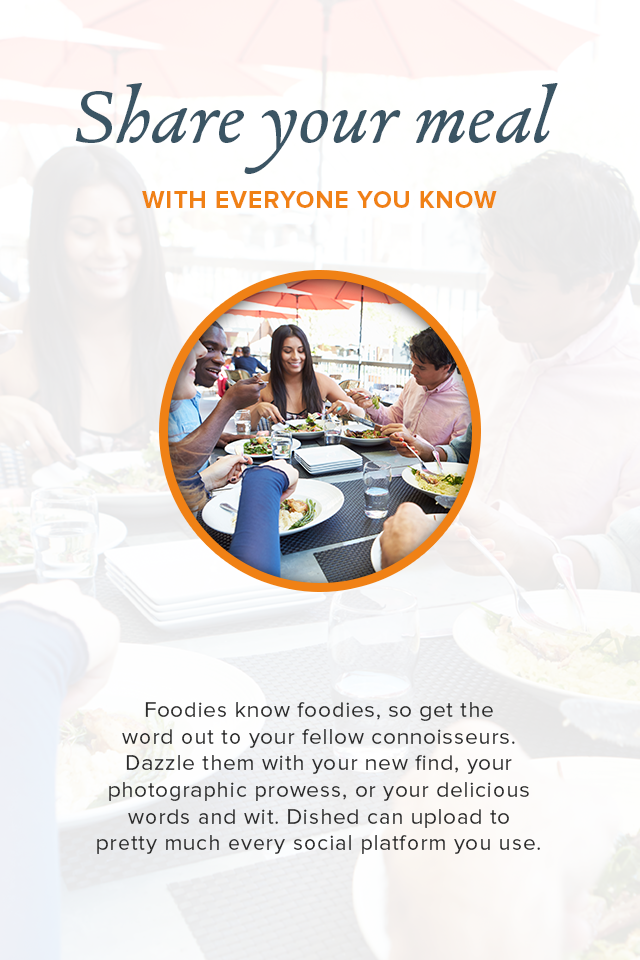 Share your meal
WITH EVERYONE YOU KNOW
Foodies know foodies, so get the
word out to your fellow connoisseurs.
Dazzle them with your new find, your
photographic prowess, or your delicious
words and wit. Dished can upload to
pretty much every social platform you use.